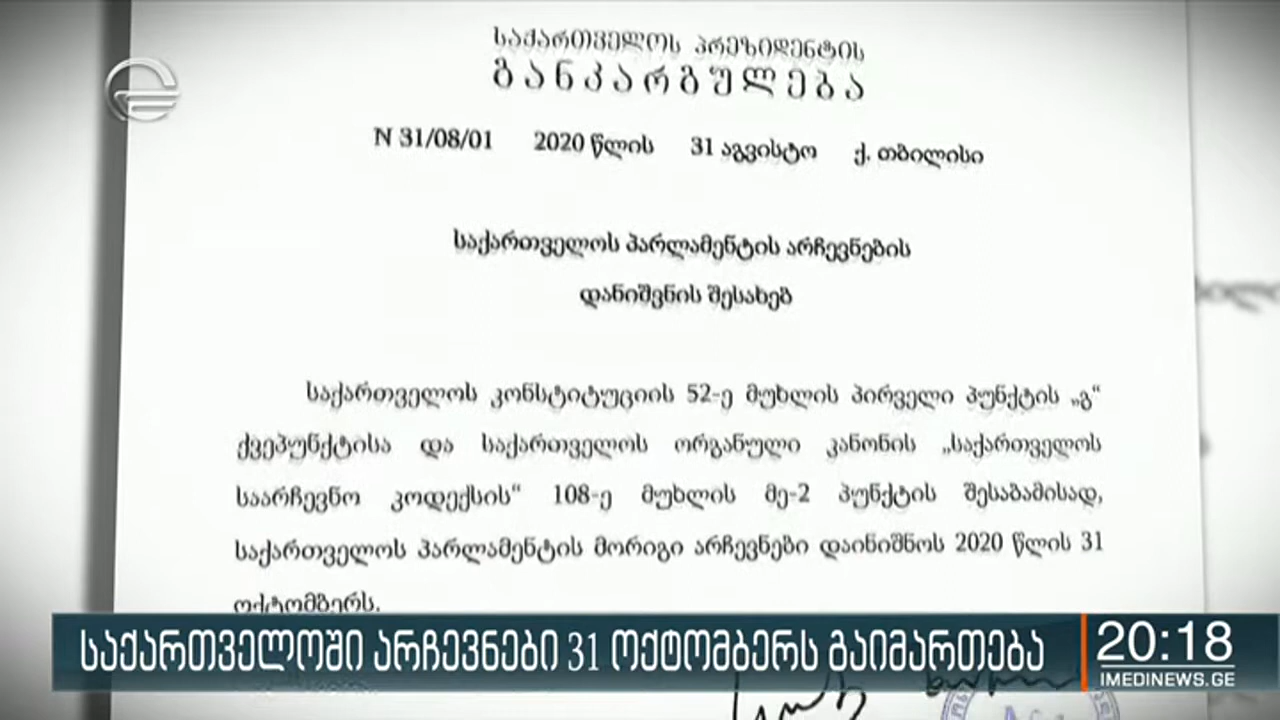 საქართველოს პრეზიდენტის
განკარგულება
N 31/08/01 2020 წლის 31 აგვისტო ქ. თბილისი
საქართველოს პარლამენტის არჩევნების
დანიშვნის შესახებ
საქართველოს კონსტიტუციის 52-ე მუხლის პირველი პუნქტის „გ“
ქვეპუნქტისა და საქართველოს ორგანული კანონის „საქართველოს
საარჩევნო კოდექსის“ 108-ე მუხლის მე-2 პუნქტის შესაბამისად,
საქართველოს პარლამენტის მორიგი არჩევნები დაინიშნოს 2020 წლის 31
ოქტომბერს.
საქართველოში არჩევნები 31 ოქტომბერს გაიმართება
20:18
IMEDINEWS.GE